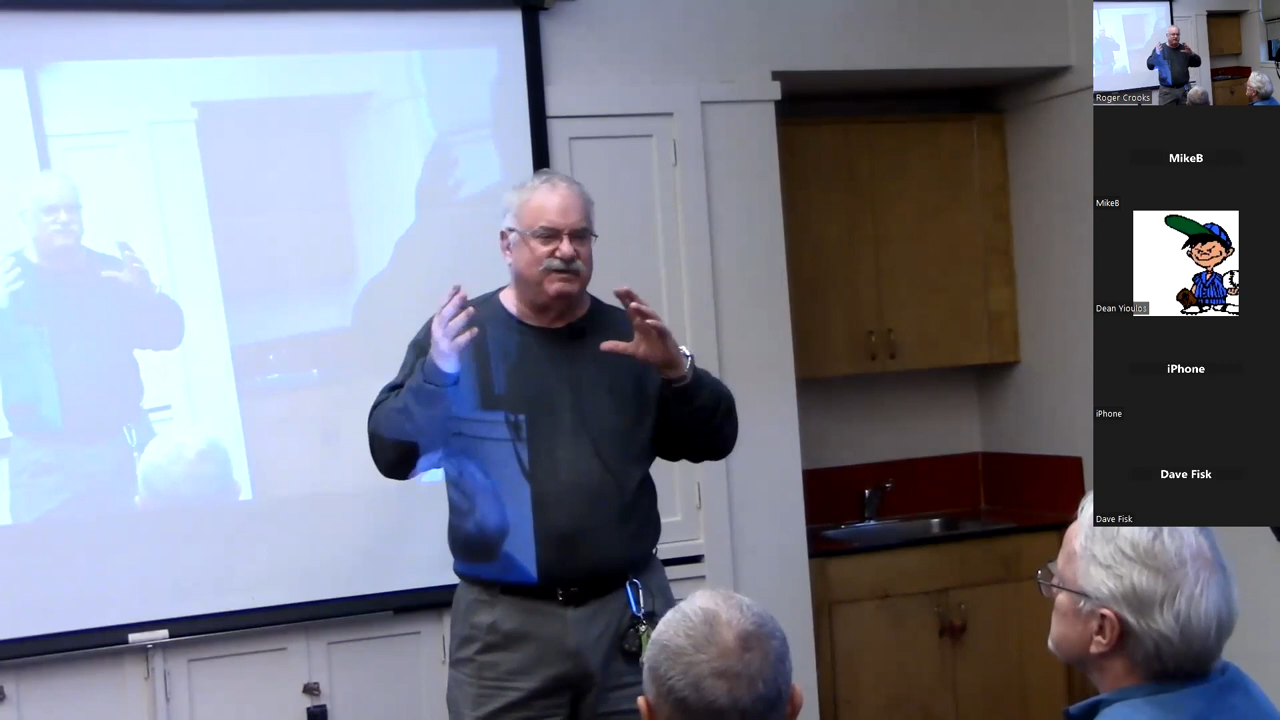 Roger Crooks
MikeB
MikeB
Dean Yioulos
iPhone
iPhone
Dave Fisk
Dave Fisk